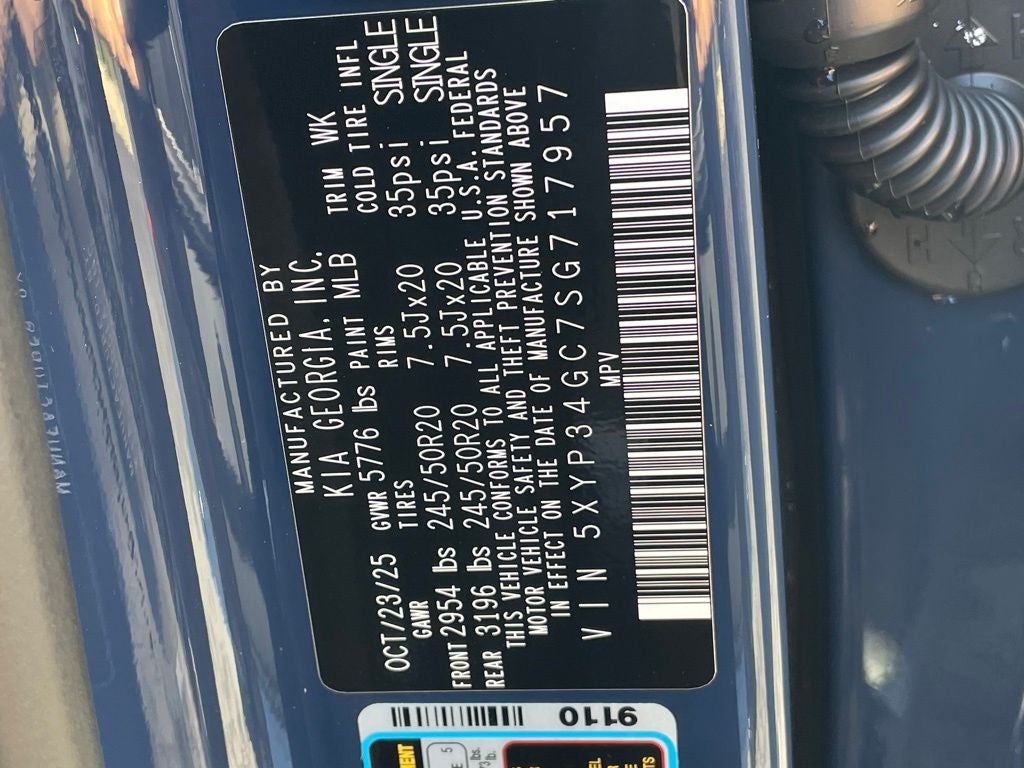 MANUFACTURED BY
KIA GEORGIA, INC.
OCT/23/25 GVWR 5776 lbs PAINT MLB TRIM WK
GAWR TIRES RIMS COLD TIRE INFL
FRONT 2954 lbs 245/50R20 7.5Jx20 35psi SINGLE
REAR 3196 lbs 245/50R20 7.5Jx20 35psi SINGLE
THIS VEHICLE CONFORMS TO ALL APPLICABLE U.S.A. FEDERAL
MOTOR VEHICLE SAFETY AND THEFT PREVENTION STANDARDS
IN EFFECT ON THE DATE OF MANUFACTURE SHOWN ABOVE
VIN 5XYP34GC7SG717957
MPV
9110
5
lbs.